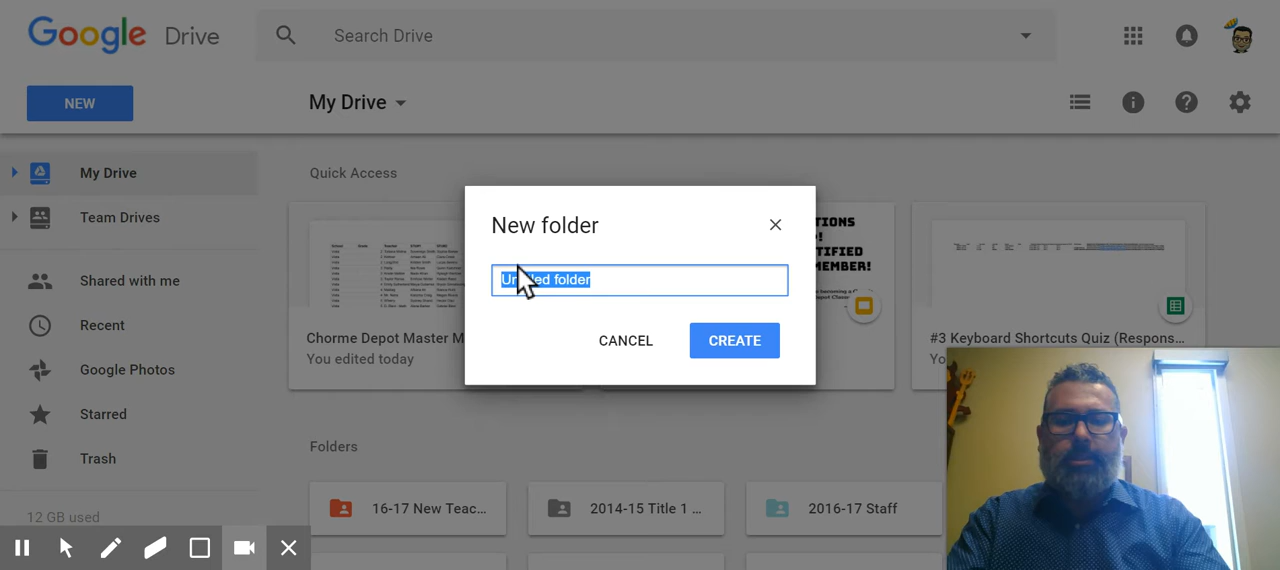 Google Drive
Search Drive
NEW
My Drive
My Drive
Team Drives
Shared with me
Recent
Google Photos
Starred
Trash
12 GB used
Quick Access
Chorme Depot Master M
You edited today
New folder
Untitled folder
CANCEL
CREATE
#3 Keyboard Shortcuts Quiz (Respons...
Yo
Folders
16-17 New Teac...
2014-15 Title 1 ...
2016-17 Staff